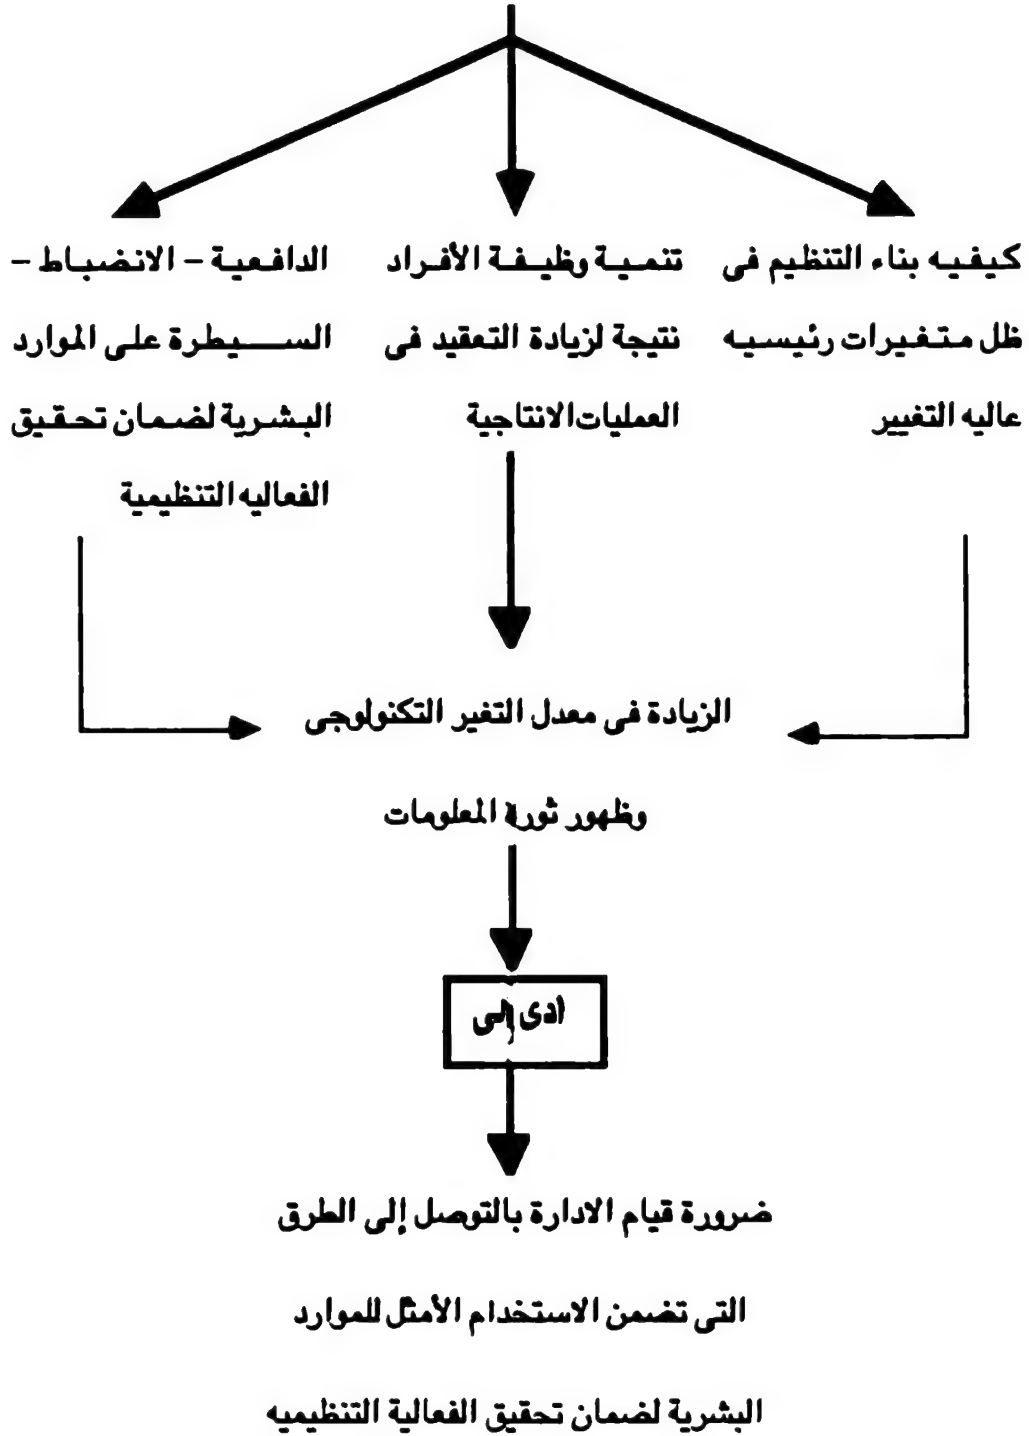 كيفيه بناء التنظيم فى
ظل متغيرات رئيسيه
عاليه التغيير
تنمية وظيفة الأفراد
نتيجة لزيادة التعقيد فى
العمليات الانتاجية
الدافعية – الانضباط –
السيطرة على الموارد
البشرية لضمان تحقيق
الفعاليه التنظيمية
الزيادة فى معدل التغير التكنولوجى
وظهور ثورة المعلومات
ادى إلى
ضرورة قيام الادارة بالتوصل إلى الطرق
التى تضمن الاستخدام الأمثل للموارد
البشرية لضمان تحقيق الفعالية التنظيميه